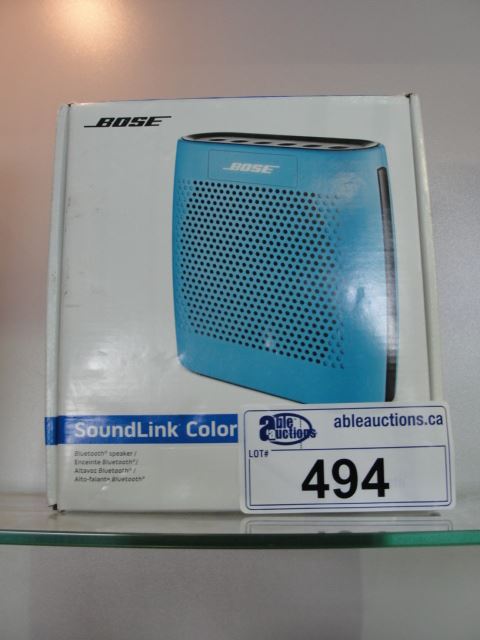 BOSE
BOSE
SoundLink® Color
Bluetooth® speaker /
Enceinte Bluetooth® /
Altavoz Bluetooth® /
Alto-falante Bluetooth®
able auctions
ableauctions.ca
LOT#
494